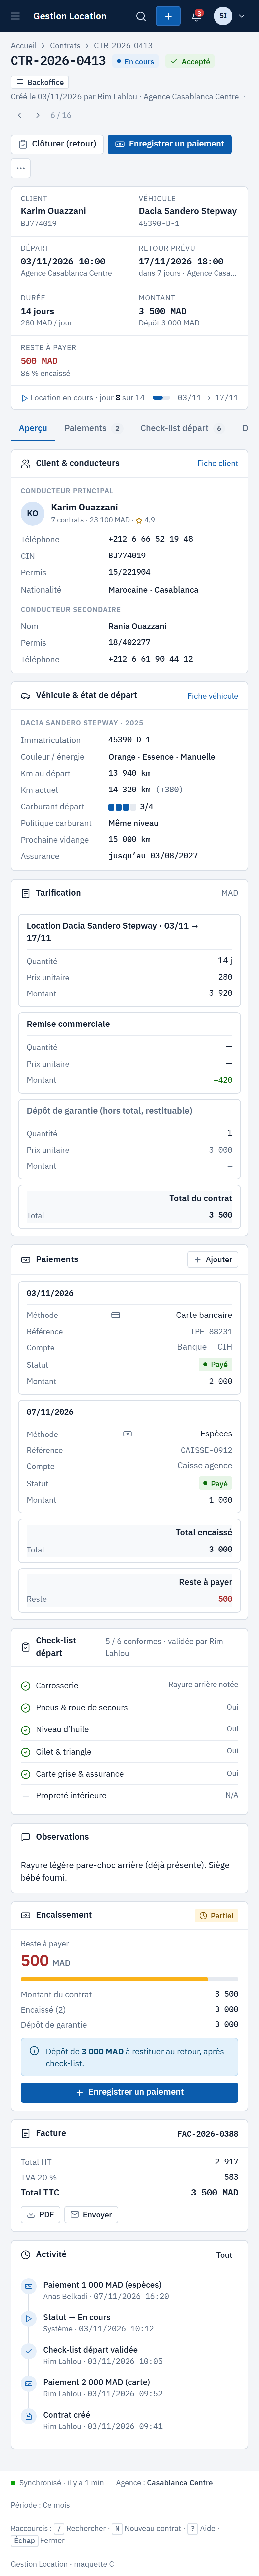 Gestion Location
3
SI
Accueil > Contrats > CTR-2026-0413
CTR-2026-0413 En cours Accepté
Backoffice
Créé le 03/11/2026 par Rim Lahlou · Agence Casablanca Centre ·
6 / 16
Clôturer (retour) Enregistrer un paiement
...
CLIENT
Karim Ouazzani
BJ774019
VÉHICULE
Dacia Sandero Stepway
45390-D-1
DÉPART
03/11/2026 10:00
Agence Casablanca Centre
RETOUR PRÉVU
17/11/2026 18:00
dans 7 jours · Agence Casa…
DURÉE
14 jours
280 MAD / jour
MONTANT
3 500 MAD
Dépôt 3 000 MAD
RESTE À PAYER
500 MAD
86 % encaissé
Location en cours · jour 8 sur 14 03/11 → 17/11
Aperçu Paiements 2 Check-list départ 6 D
Client & conducteurs Fiche client
CONDUCTEUR PRINCIPAL
KO
Karim Ouazzani
7 contrats · 23 100 MAD · 4,9
Téléphone +212 6 66 52 19 48
CIN BJ774019
Permis 15/221904
Nationalité Marocaine · Casablanca
CONDUCTEUR SECONDAIRE
Nom Rania Ouazzani
Permis 18/402277
Téléphone +212 6 61 90 44 12
Véhicule & état de départ Fiche véhicule
DACIA SANDERO STEPWAY · 2025
Immatriculation 45390-D-1
Couleur / énergie Orange · Essence · Manuelle
Km au départ 13 940 km
Km actuel 14 320 km (+380)
Carburant départ 3/4
Politique carburant Même niveau
Prochaine vidange 15 000 km
Assurance jusqu'au 03/08/2027
Tarification MAD
Location Dacia Sandero Stepway · 03/11 →
17/11
Quantité 14 j
Prix unitaire 280
Montant 3 920
Remise commerciale
Quantité —
Prix unitaire —
Montant −420
Dépôt de garantie (hors total, restituable)
Quantité 1
Prix unitaire 3 000
Montant —
Total du contrat
Total 3 500
Paiements + Ajouter
03/11/2026
Méthode Carte bancaire
Référence TPE-88231
Compte Banque — CIH
Statut Payé
Montant 2 000
07/11/2026
Méthode Espèces
Référence CAISSE-0912
Compte Caisse agence
Statut Payé
Montant 1 000
Total encaissé
Total 3 000
Reste à payer
Reste 500
Check-list
départ
5 / 6 conformes · validée par Rim
Lahlou
Carrosserie Rayure arrière notée
Pneus & roue de secours Oui
Niveau d'huile Oui
Gilet & triangle Oui
Carte grise & assurance Oui
— Propreté intérieure N/A
Observations
Rayure légère pare-choc arrière (déjà présente). Siège
bébé fourni.
Encaissement Partiel
Reste à payer
500 MAD
Montant du contrat 3 500
Encaissé (2) 3 000
Dépôt de garantie 3 000
Dépôt de 3 000 MAD à restituer au retour, après
check-list.
+ Enregistrer un paiement
Facture FAC-2026-0388
Total HT 2 917
TVA 20 % 583
Total TTC 3 500 MAD
PDF Envoyer
Activité Tout
Paiement 1 000 MAD (espèces)
Anas Belkadi · 07/11/2026 16:20
Statut → En cours
Système · 03/11/2026 10:12
Check-list départ validée
Rim Lahlou · 03/11/2026 10:05
Paiement 2 000 MAD (carte)
Rim Lahlou · 03/11/2026 09:52
Contrat créé
Rim Lahlou · 03/11/2026 09:41
Synchronisé · il y a 1 min Agence : Casablanca Centre
Période : Ce mois
Raccourcis : / Rechercher · N Nouveau contrat · ? Aide ·
Échap Fermer
Gestion Location · maquette C